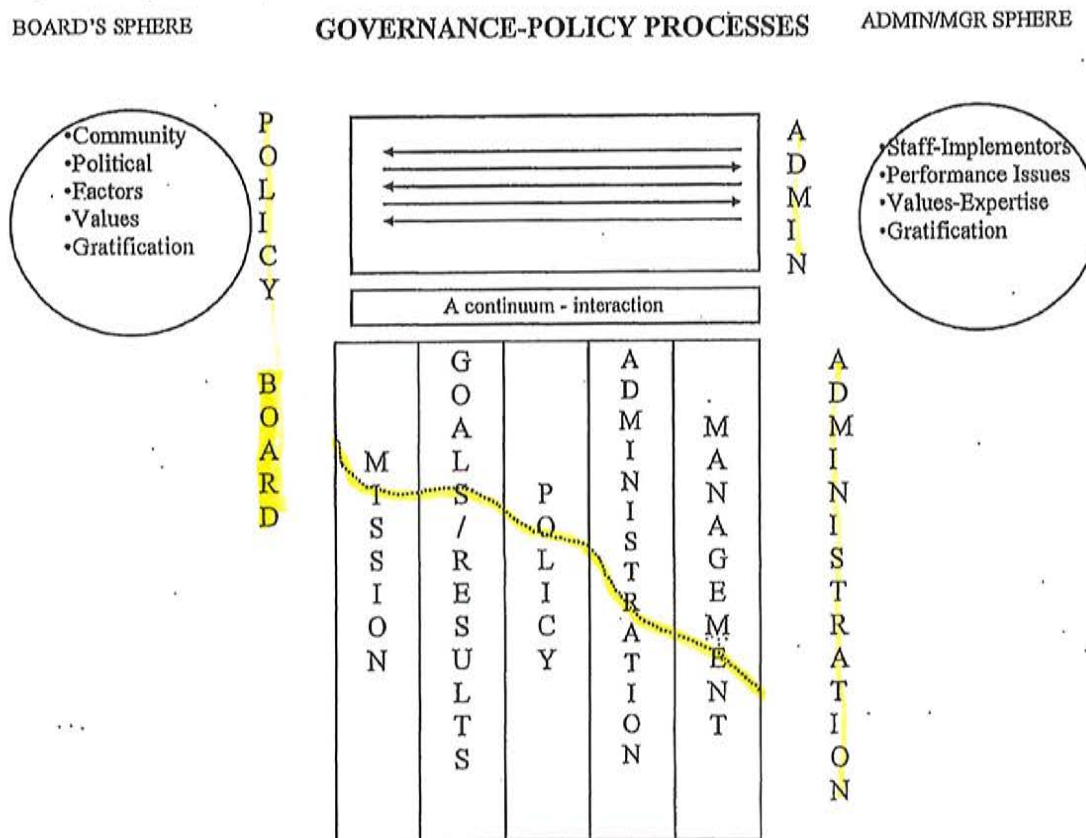 BOARD'S SPHERE
GOVERNANCE-POLICY PROCESSES
ADMIN/MGR SPHERE
•Community
•Political
•Factors
•Values
•Gratification
POLICY
ADMIN
•Staff-Implementors
•Performance Issues
•Values-Expertise
•Gratification
A continuum - interaction
BOARD
MISSION
GOALS/RESULTS
POLICY
ADMINISTRATION
MANAGEMENT
ADMINISTRATION